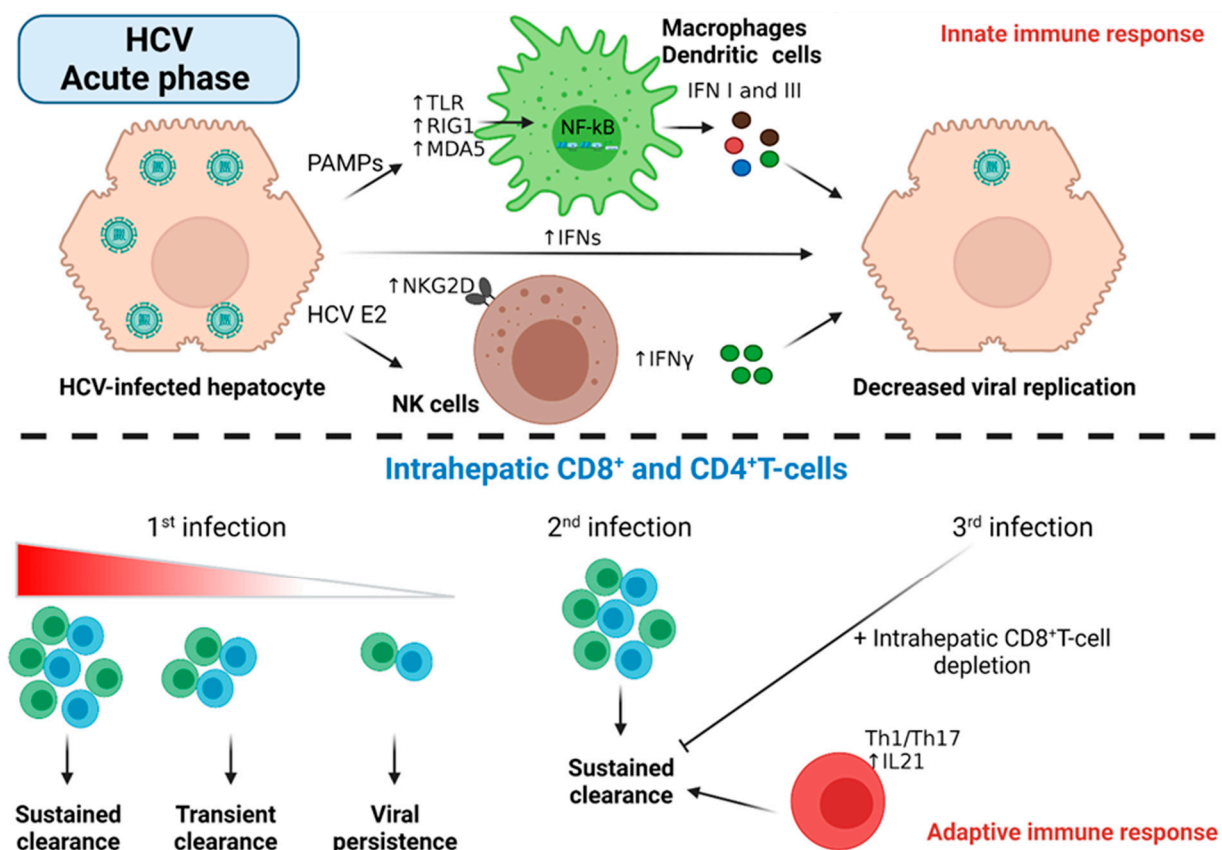 HCV
Acute phase
Macrophages
Dendritic cells
Innate immune response
IFN I and III
↑TLR
↑RIG1
↑MDA5
NF-kB
PAMPs
↑IFNs
↑NKG2D
HCV E2
↑IFNγ
HCV-infected hepatocyte
NK cells
Decreased viral replication
Intrahepatic CD8⁺ and CD4⁺T-cells
1ˢᵗ infection
2ⁿᵈ infection
3ʳᵈ infection
+ Intrahepatic CD8⁺T-cell
depletion
Th1/Th17
↑IL21
Sustained
clearance
Transient
clearance
Viral
persistence
Sustained
clearance
Adaptive immune response